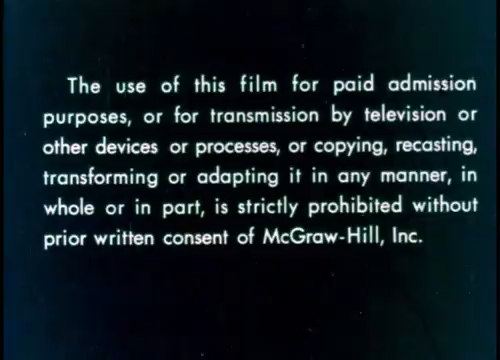 The use of this film for paid admission
purposes, or for transmission by television or
other devices or processes, or copying, recasting,
transforming or adapting it in any manner, in
whole or in part, is strictly prohibited without
prior written consent of McGraw-Hill, Inc.